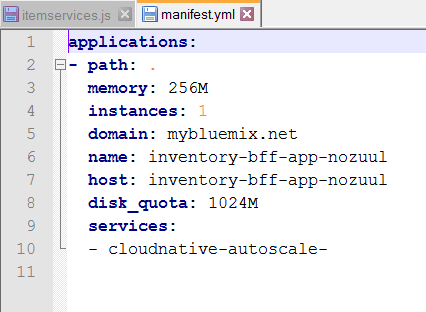 itemservices.js manifest.yml
1 applications:
2 - path: .
3 memory: 256M
4 instances: 1
5 domain: mybluemix.net
6 name: inventory-bff-app-nozuul
7 host: inventory-bff-app-nozuul
8 disk_quota: 1024M
9 services:
10 - cloudnative-autoscale-
11